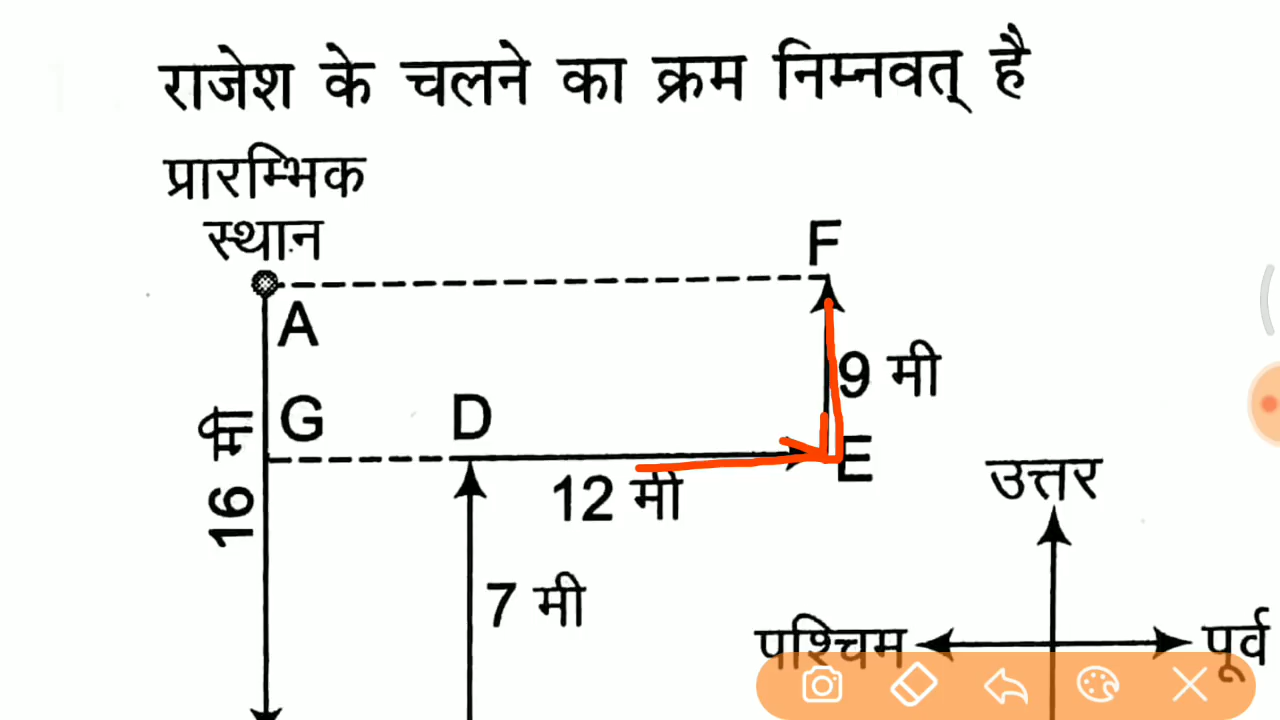 राजेश के चलने का क्रम निम्नवत् है
प्रारम्भिक
स्थान
F
A
9 मी
G D
16 मी
E
12 मी
उत्तर
7 मी
पश्चिम पूर्व